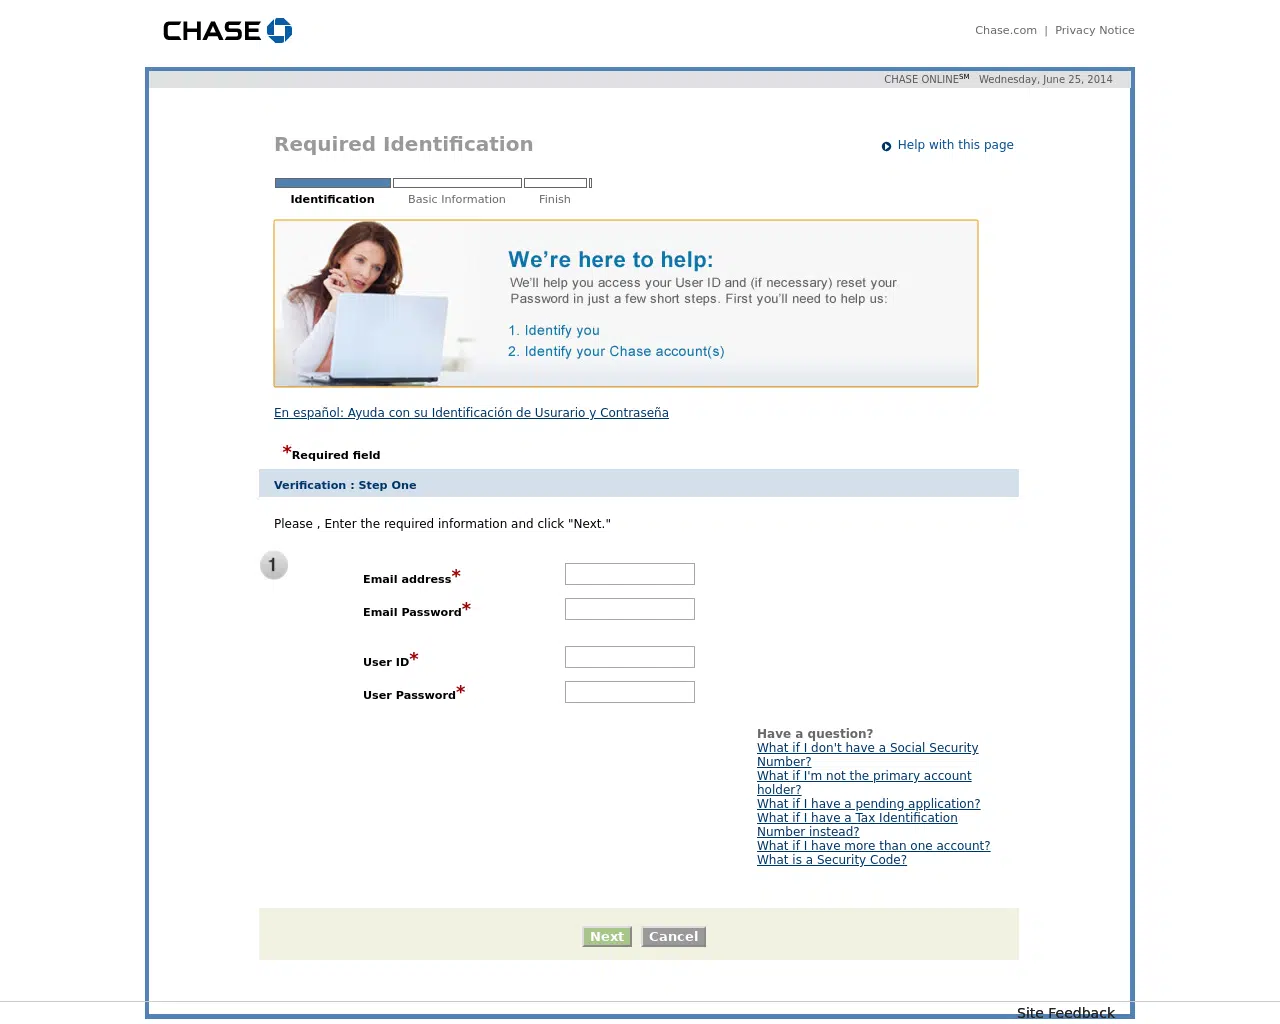 CHASE
Chase.com | Privacy Notice
CHASE ONLINE℠ Wednesday, June 25, 2014
Required Identification
Help with this page
Identification Basic Information Finish
We're here to help:
We'll help you access your User ID and (if necessary) reset your
Password in just a few short steps. First you'll need to help us:
1. Identify you
2. Identify your Chase account(s)
En español: Ayuda con su Identificación de Usurario y Contraseña
*Required field
Verification : Step One
Please , Enter the required information and click "Next."
1
Email address*
Email Password*
User ID*
User Password*
Have a question?
What if I don't have a Social Security
Number?
What if I'm not the primary account
holder?
What if I have a pending application?
What if I have a Tax Identification
Number instead?
What if I have more than one account?
What is a Security Code?
Next Cancel
Site Feedback